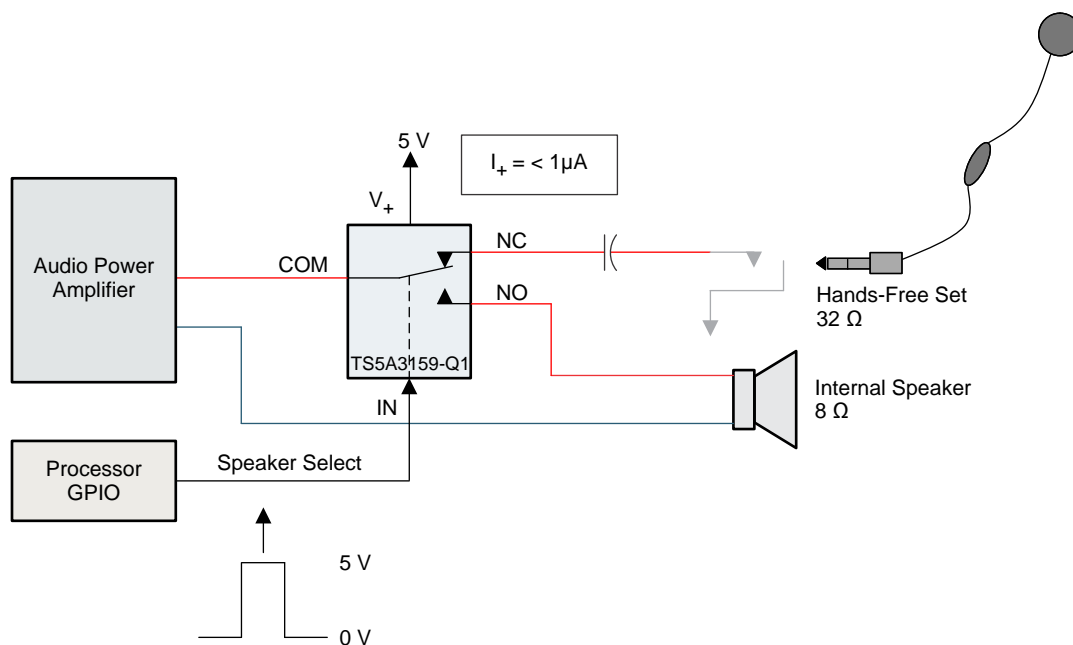 5 V
I+ = < 1µA
V+
Audio Power
Amplifier
COM
NC
NO
TS5A3159-Q1
IN
Hands-Free Set
32 Ω
Internal Speaker
8 Ω
Processor
GPIO
Speaker Select
5 V
0 V